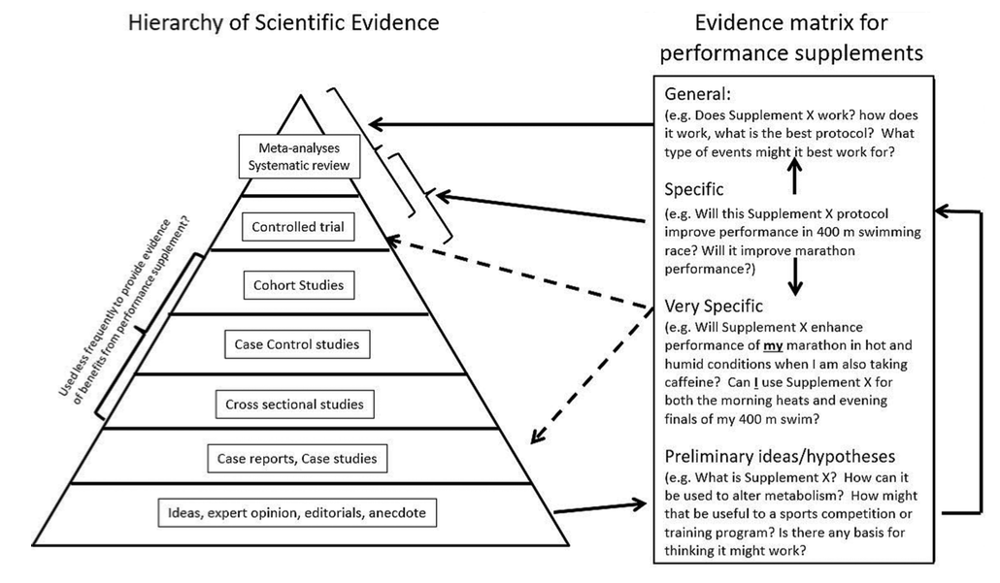 Hierarchy of Scientific Evidence
Meta-analyses
Systematic review
Controlled trial
Cohort Studies
Case Control studies
Cross sectional studies
Case reports, Case studies
Ideas, expert opinion, editorials, anecdote
Used less frequently to provide evidence
of benefits from performance supplement?
Evidence matrix for
performance supplements
General:
(e.g. Does Supplement X work? how does
it work, what is the best protocol? What
type of events might it best work for?
Specific
(e.g. Will this Supplement X protocol
improve performance in 400 m swimming
race? Will it improve marathon
performance?)
Very Specific
(e.g. Will Supplement X enhance
performance of my marathon in hot and
humid conditions when I am also taking
caffeine? Can I use Supplement X for
both the morning heats and evening
finals of my 400 m swim?
Preliminary ideas/hypotheses
(e.g. What is Supplement X? How can it
be used to alter metabolism? How might
that be useful to a sports competition or
training program? Is there any basis for
thinking it might work?